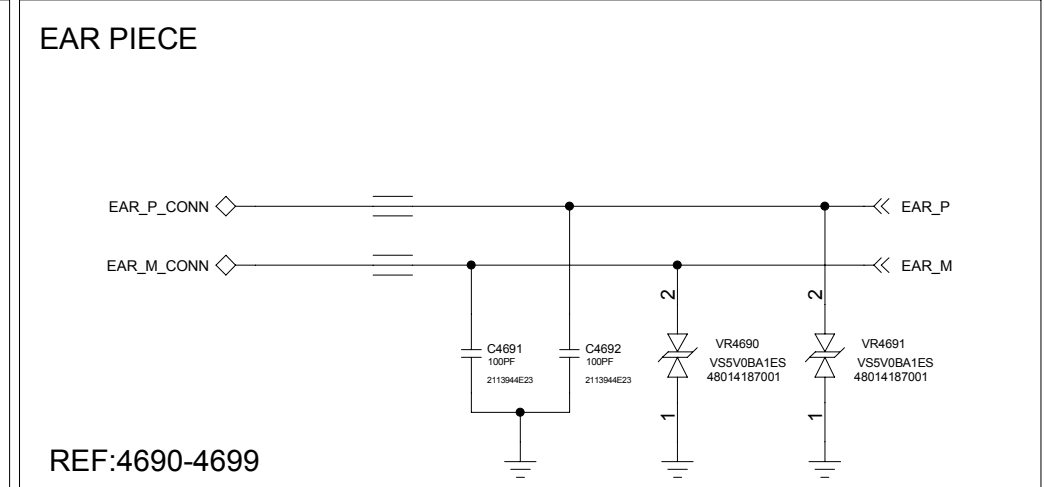 EAR PIECE
EAR_P_CONN
EAR_P
EAR_M_CONN
EAR_M
2
2
C4691
100PF
2113944E23
C4692
100PF
2113944E23
VR4690
VS5V0BA1ES
48014187001
VR4691
VS5V0BA1ES
48014187001
1
1
REF:4690-4699